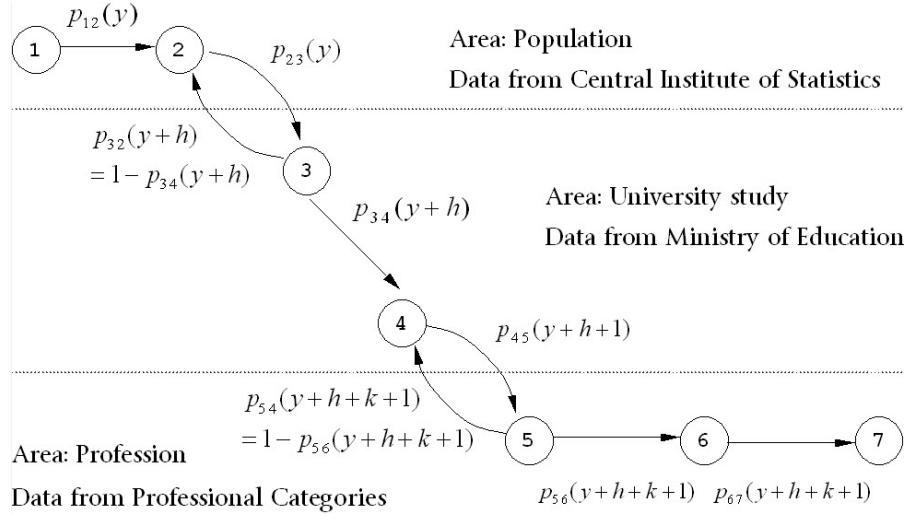 p₁₂(y)
1
2
p₂₃(y)
Area: Population
Data from Central Institute of Statistics
p₃₂(y+h)
=1−p₃₄(y+h)
3
p₃₄(y+h)
Area: University study
Data from Ministry of Education
4
p₄₅(y+h+1)
p₅₄(y+h+k+1)
=1−p₅₆(y+h+k+1)
5
6
7
Area: Profession
Data from Professional Categories
p₅₆(y+h+k+1)
p₆₇(y+h+k+1)